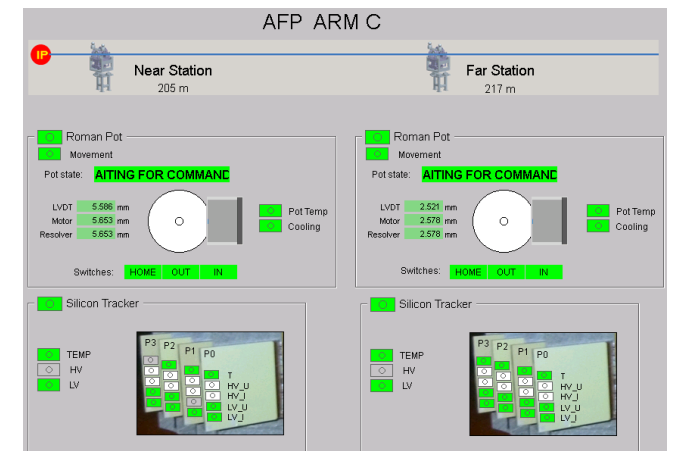 AFP ARM C
IP
Near Station
205 m
Far Station
217 m
Roman Pot
Movement
Pot state: AITING FOR COMMAND
LVDT 5.586 mm
Motor 5.653 mm
Resolver 5.653 mm
Pot Temp
Cooling
Switches: HOME OUT IN
Roman Pot
Movement
Pot state: AITING FOR COMMAND
LVDT 2.521 mm
Motor 2.578 mm
Resolver 2.578 mm
Pot Temp
Cooling
Switches: HOME OUT IN
Silicon Tracker
TEMP
HV
LV
P3 P2 P1 P0
T
HV_U
HV_I
LV_U
LV_I
Silicon Tracker
TEMP
HV
LV
P3 P2 P1 P0
T
HV_U
HV_I
LV_U
LV_I